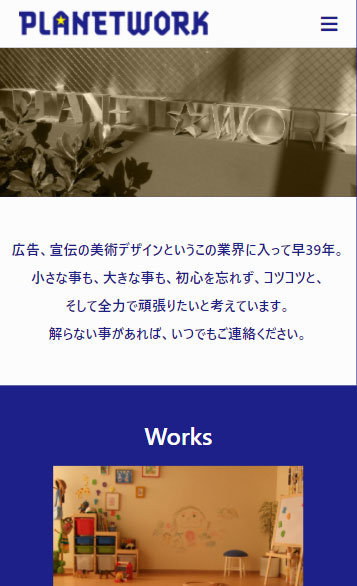 PLANETWORK
PLANET★WORK
広告、宣伝の美術デザインというこの業界に入って早39年。
小さな事も、大きな事も、初心を忘れず、コツコツと、
そして全力で頑張りたいと考えています。
解らない事があれば、いつでもご連絡ください。
Works